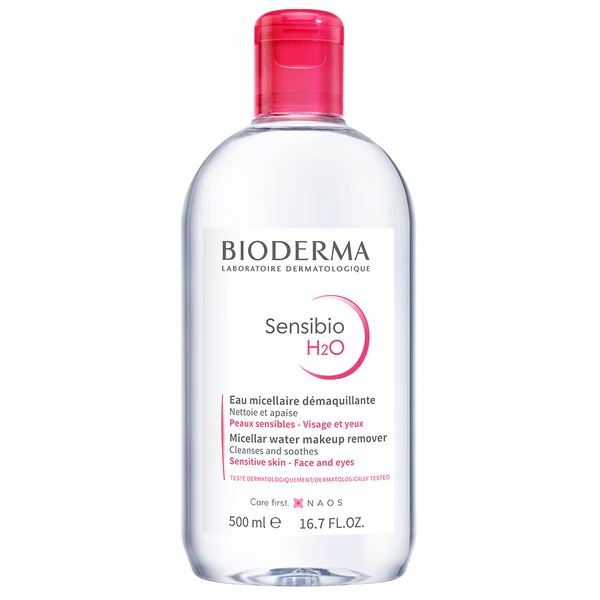 BIODERMA
LABORATOIRE DERMATOLOGIQUE
Sensibio
H2O
Eau micellaire démaquillante
Nettoie et apaise
Peaux sensibles - Visage et yeux
Micellar water makeup remover
Cleanses and soothes
Sensitive skin - Face and eyes
TESTÉ DERMATOLOGIQUEMENT/DERMATOLOGICALLY TESTED
Care first. NAOS
500 ml ℮ 16.7 FL.OZ.